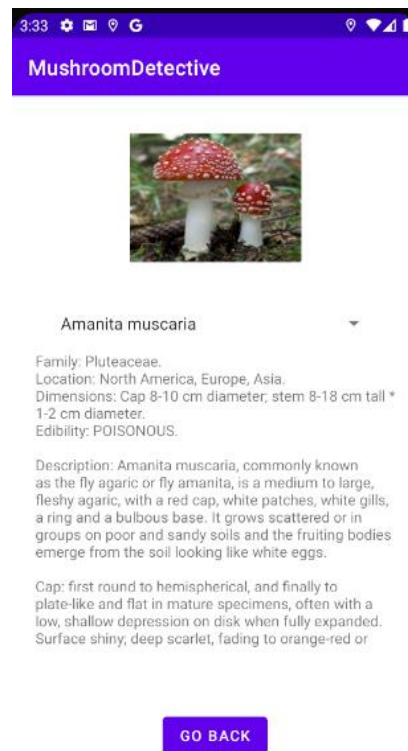 3:33 G
MushroomDetective
Amanita muscaria
Family: Pluteaceae.
Location: North America, Europe, Asia.
Dimensions: Cap 8-10 cm diameter; stem 8-18 cm tall *
1-2 cm diameter.
Edibility: POISONOUS.
Description: Amanita muscaria, commonly known
as the fly agaric or fly amanita, is a medium to large,
fleshy agaric, with a red cap, white patches, white gills,
a ring and a bulbous base. It grows scattered or in
groups on poor and sandy soils and the fruiting bodies
emerge from the soil looking like white eggs.
Cap: first round to hemispherical, and finally to
plate-like and flat in mature specimens, often with a
low, shallow depression on disk when fully expanded.
Surface shiny; deep scarlet, fading to orange-red or
GO BACK